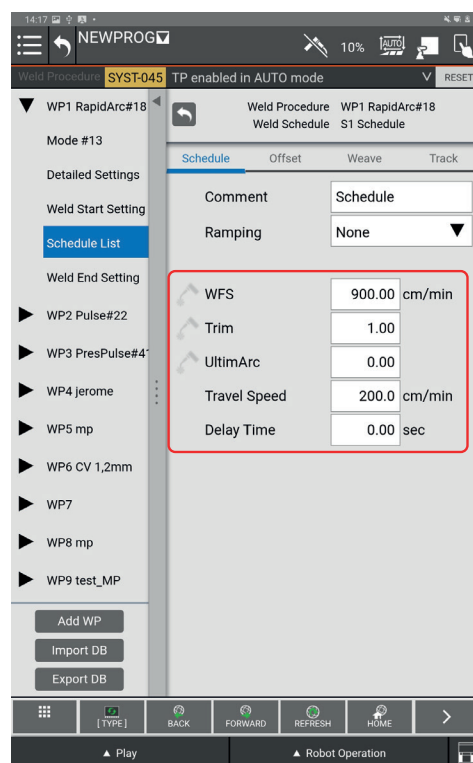 14:17
NEWPROG
10% AUTO
Weld Procedure SYST-045 TP enabled in AUTO mode RESET
WP1 RapidArc#18
Mode #13
Detailed Settings
Weld Start Setting
Schedule List
Weld End Setting
WP2 Pulse#22
WP3 PresPulse#4
WP4 jerome
WP5 mp
WP6 CV 1,2mm
WP7
WP8 mp
WP9 test_MP
Add WP
Import DB
Export DB
Weld Procedure WP1 RapidArc#18
Weld Schedule S1 Schedule
Schedule Offset Weave Track
Comment Schedule
Ramping None
WFS 900.00 cm/min
Trim 1.00
UltimArc 0.00
Travel Speed 200.0 cm/min
Delay Time 0.00 sec
[ TYPE ] BACK FORWARD REFRESH HOME
Play Robot Operation